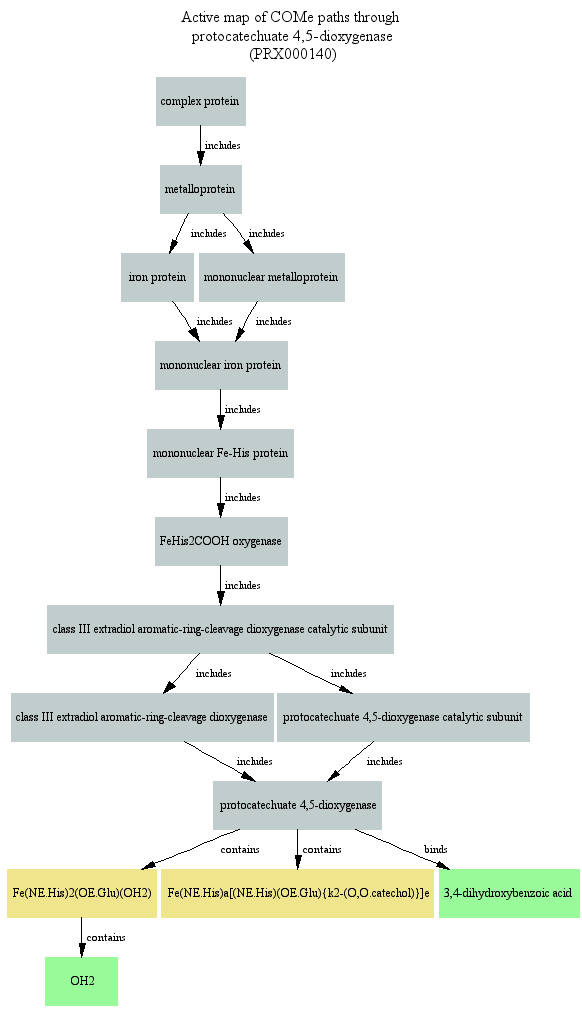 Active map of COMe paths through
protocatechuate 4,5-dioxygenase
(PRX000140)
complex protein
includes
metalloprotein
includes includes
iron protein mononuclear metalloprotein
includes includes
mononuclear iron protein
includes
mononuclear Fe-His protein
includes
FeHis2COOH oxygenase
includes
class III extradiol aromatic-ring-cleavage dioxygenase catalytic subunit
includes includes
class III extradiol aromatic-ring-cleavage dioxygenase protocatechuate 4,5-dioxygenase catalytic subunit
includes includes
protocatechuate 4,5-dioxygenase
contains contains binds
Fe(NE.His)2(OE.Glu)(OH2) Fe(NE.His)a[(NE.His)(OE.Glu){k2-(O,O.catechol)}]e 3,4-dihydroxybenzoic acid
contains
OH2